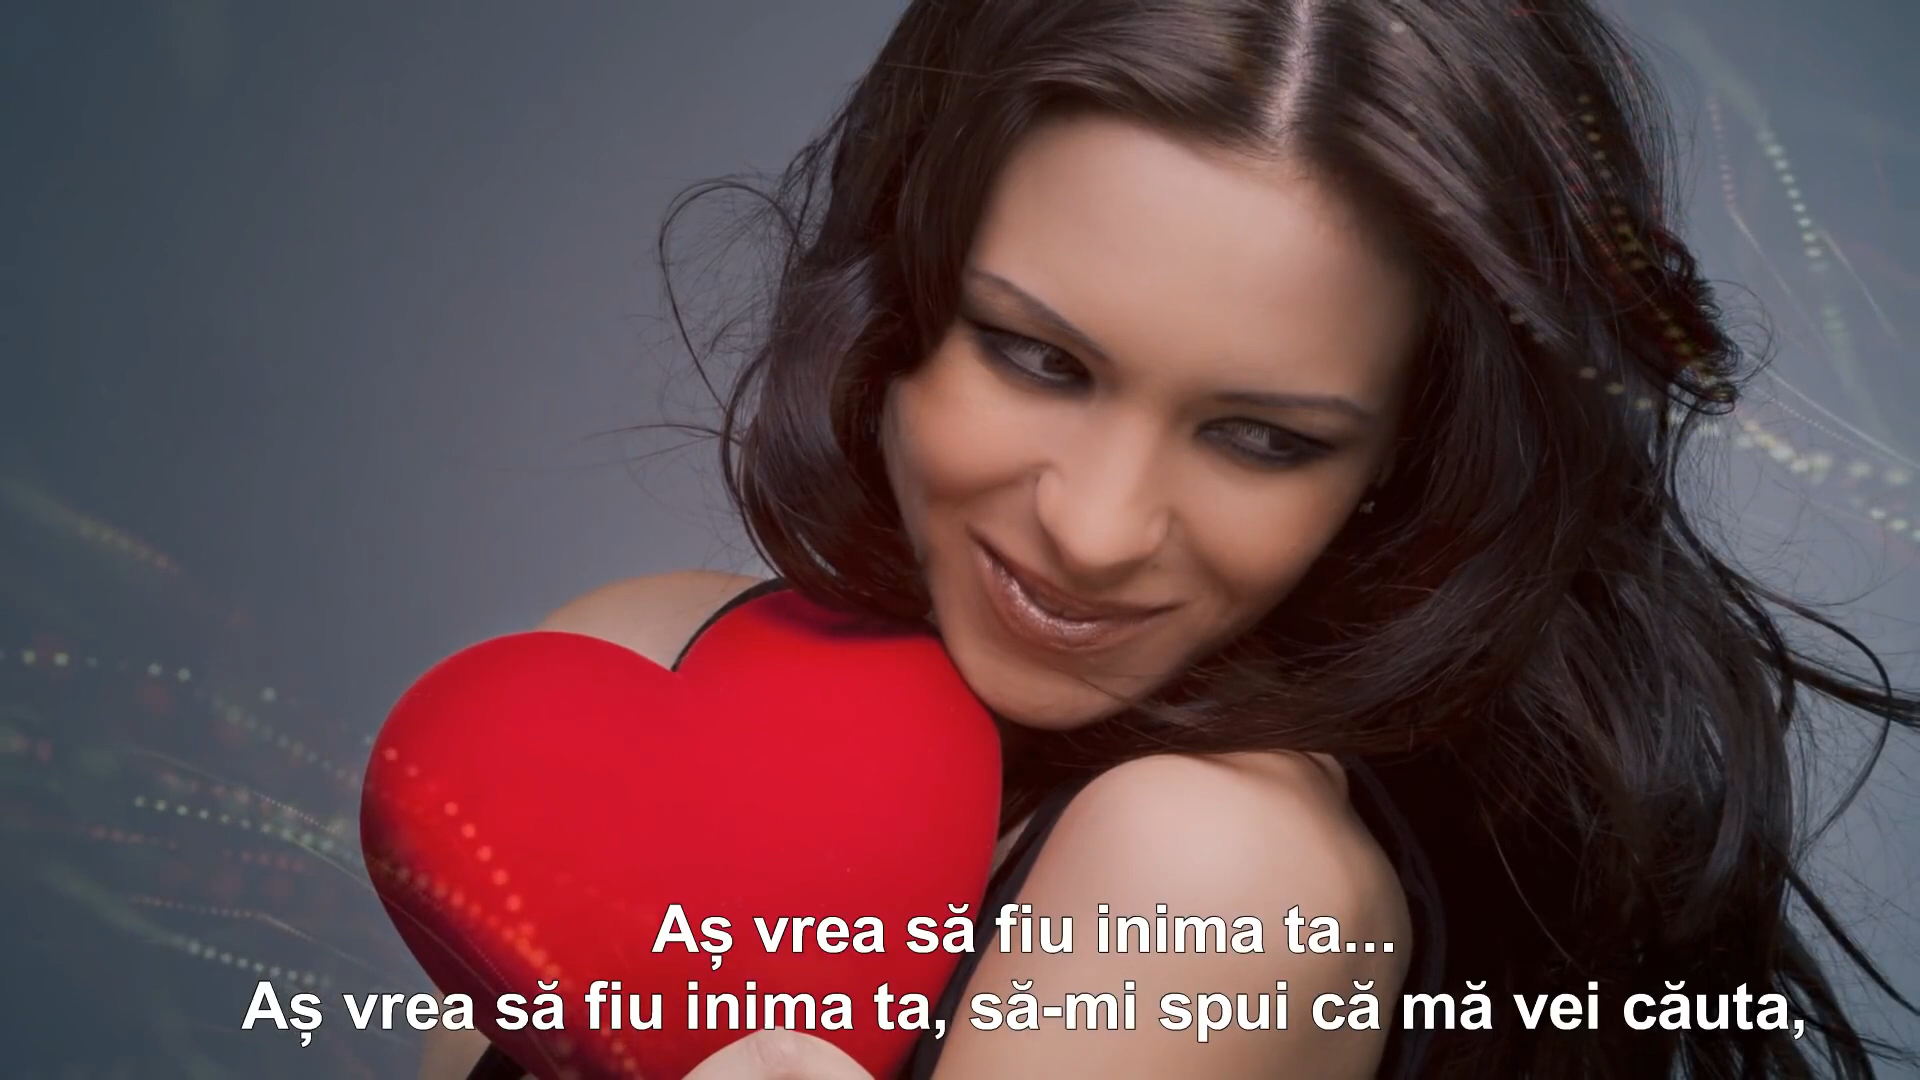 Aș vrea să fiu inima ta...
Aș vrea să fiu inima ta, să-mi spui că mă vei căuta,